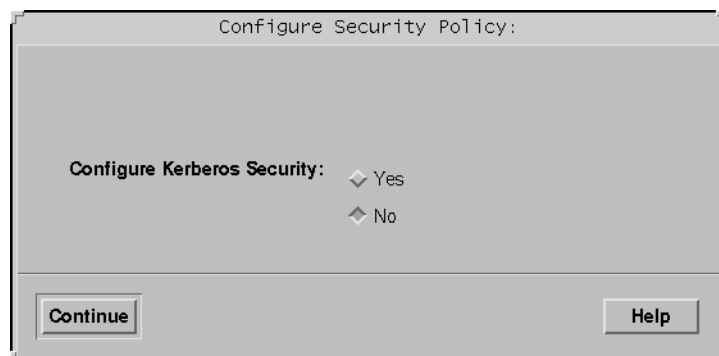 Configure Security Policy:
Configure Kerberos Security:
Yes
No
Continue
Help